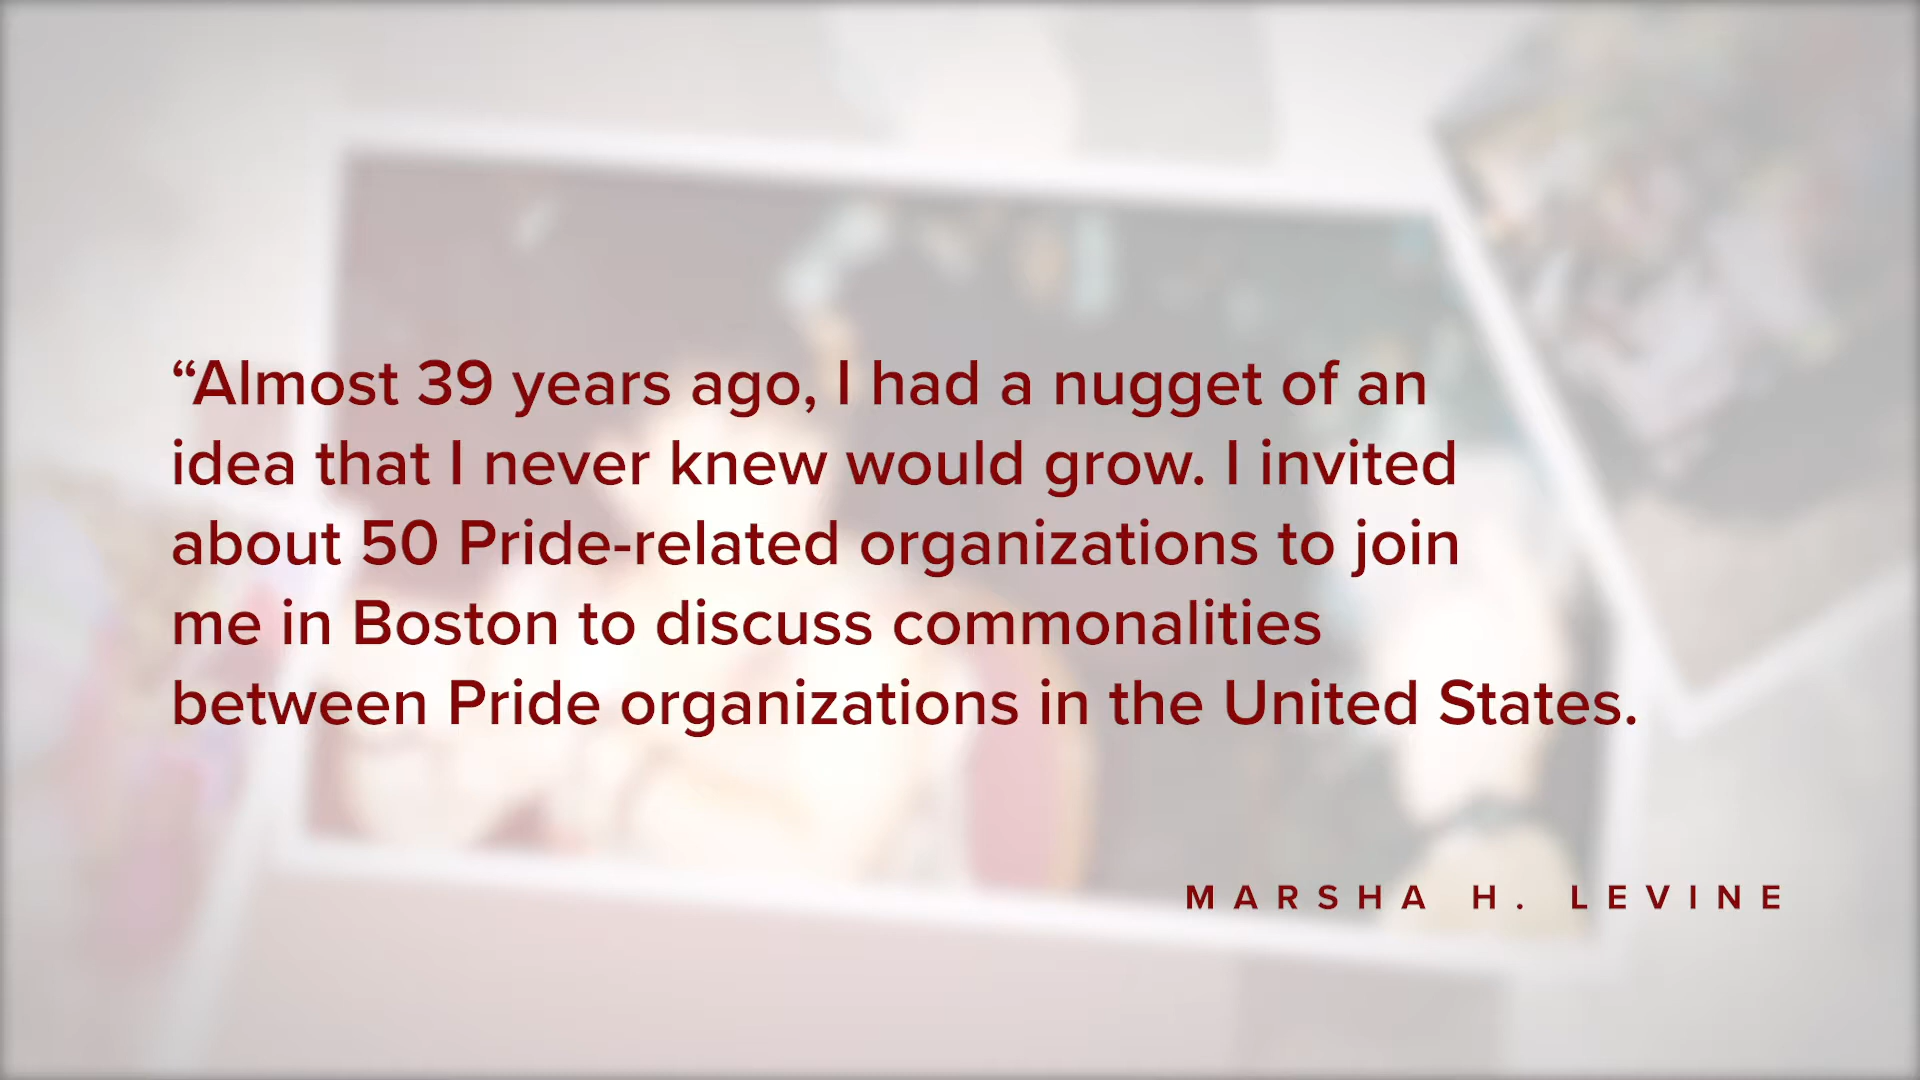 “Almost 39 years ago, I had a nugget of an
idea that I never knew would grow. I invited
about 50 Pride-related organizations to join
me in Boston to discuss commonalities
between Pride organizations in the United States.
MARSHA H. LEVINE